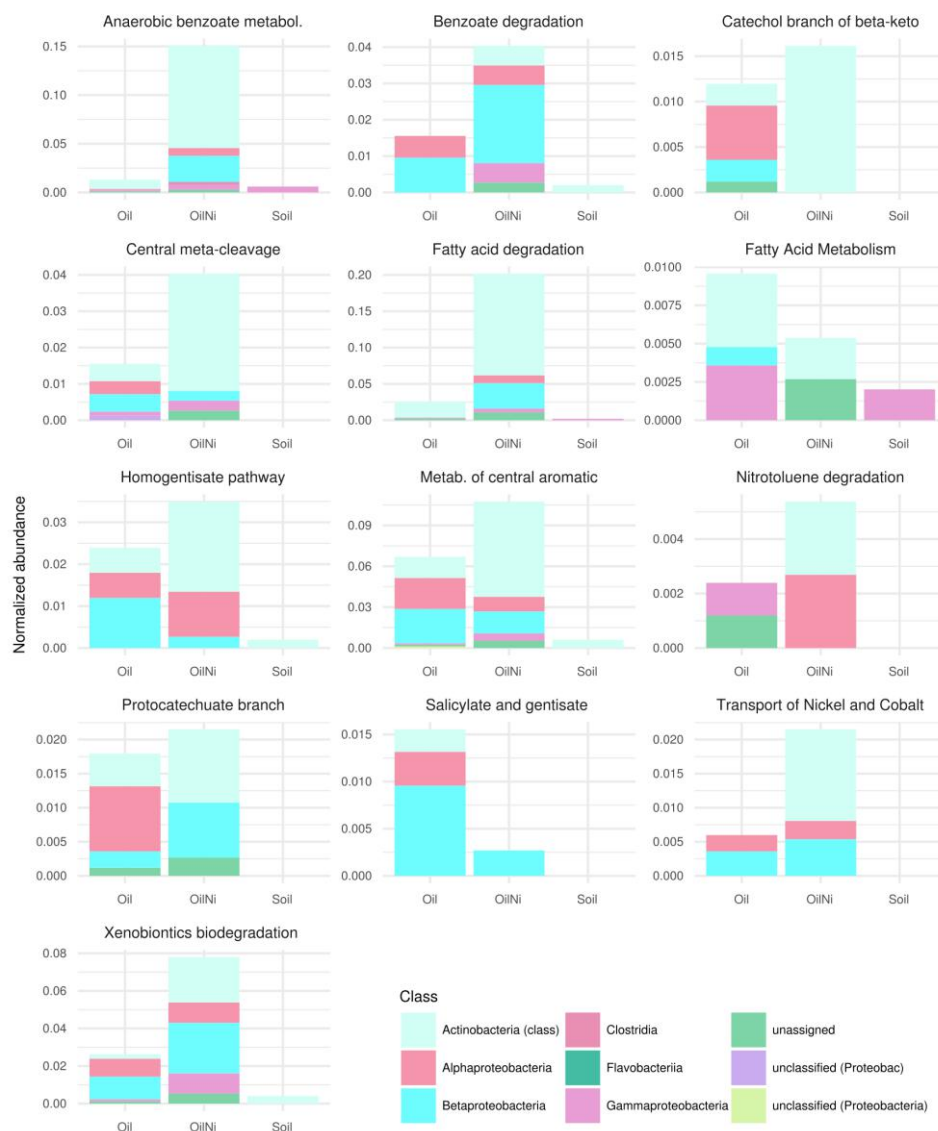 Anaerobic benzoate metabol.
0.15
0.10
0.05
0.00
Oil OilNi Soil
Benzoate degradation
0.04
0.03
0.02
0.01
0.00
Oil OilNi Soil
Catechol branch of beta-keto
0.015
0.010
0.005
0.000
Oil OilNi Soil
Central meta-cleavage
0.04
0.03
0.02
0.01
0.00
Oil OilNi Soil
Fatty acid degradation
0.20
0.15
0.10
0.05
0.00
Oil OilNi Soil
Fatty Acid Metabolism
0.0100
0.0075
0.0050
0.0025
0.0000
Oil OilNi Soil
Normalized abundance
Homogentisate pathway
0.03
0.02
0.01
0.00
Oil OilNi Soil
Metab. of central aromatic
0.09
0.06
0.03
0.00
Oil OilNi Soil
Nitrotoluene degradation
0.004
0.002
0.000
Oil OilNi Soil
Protocatechuate branch
0.020
0.015
0.010
0.005
0.000
Oil OilNi Soil
Salicylate and gentisate
0.015
0.010
0.005
0.000
Oil OilNi Soil
Transport of Nickel and Cobalt
0.020
0.015
0.010
0.005
0.000
Oil OilNi Soil
Xenobiontics biodegradation
0.08
0.06
0.04
0.02
0.00
Oil OilNi Soil
Class
Actinobacteria (class)
Alphaproteobacteria
Betaproteobacteria
Clostridia
Flavobacteriia
Gammaproteobacteria
unassigned
unclassified (Proteobac)
unclassified (Proteobacteria)